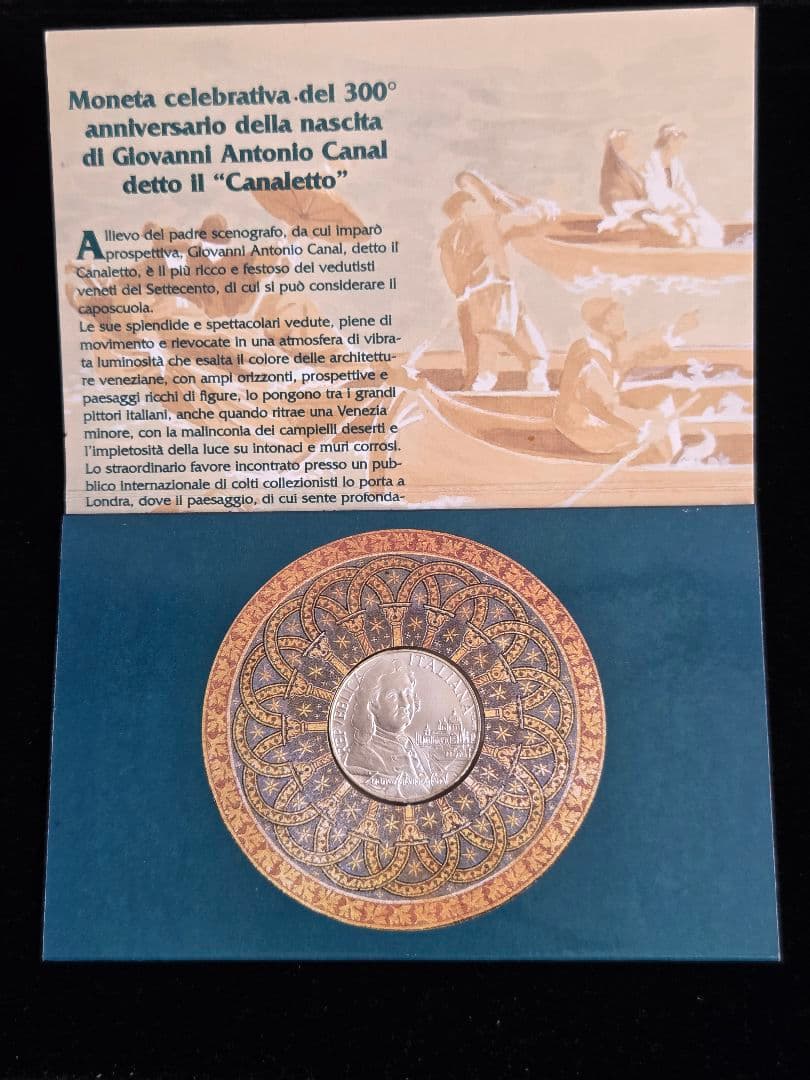 Moneta celebrativa del 300°
anniversario della nascita
di Giovanni Antonio Canal
detto il “Canaletto”
Allievo del padre scenografo, da cui imparò
prospettiva, Giovanni Antonio Canal, detto il
Canaletto, è il più ricco e festoso dei vedutisti
veneti del Settecento, di cui si può considerare il
caposcuola.
Le sue splendide e spettacolari vedute, piene di
movimento e rievocate in una atmosfera di vibra-
ta luminosità che esalta il colore delle architettu-
re veneziane, con ampi orizzonti, prospettive e
paesaggi ricchi di figure, lo pongono tra i grandi
pittori italiani, anche quando ritrae una Venezia
minore, con la malinconia dei campielli deserti e
l'impietosità della luce su intonaci e muri corrosi.
Lo straordinario favore incontrato presso un pub-
blico internazionale di colti collezionisti lo porta a
Londra, dove il paesaggio, di cui sente profonda-
REPVBBLICA ITALIANA